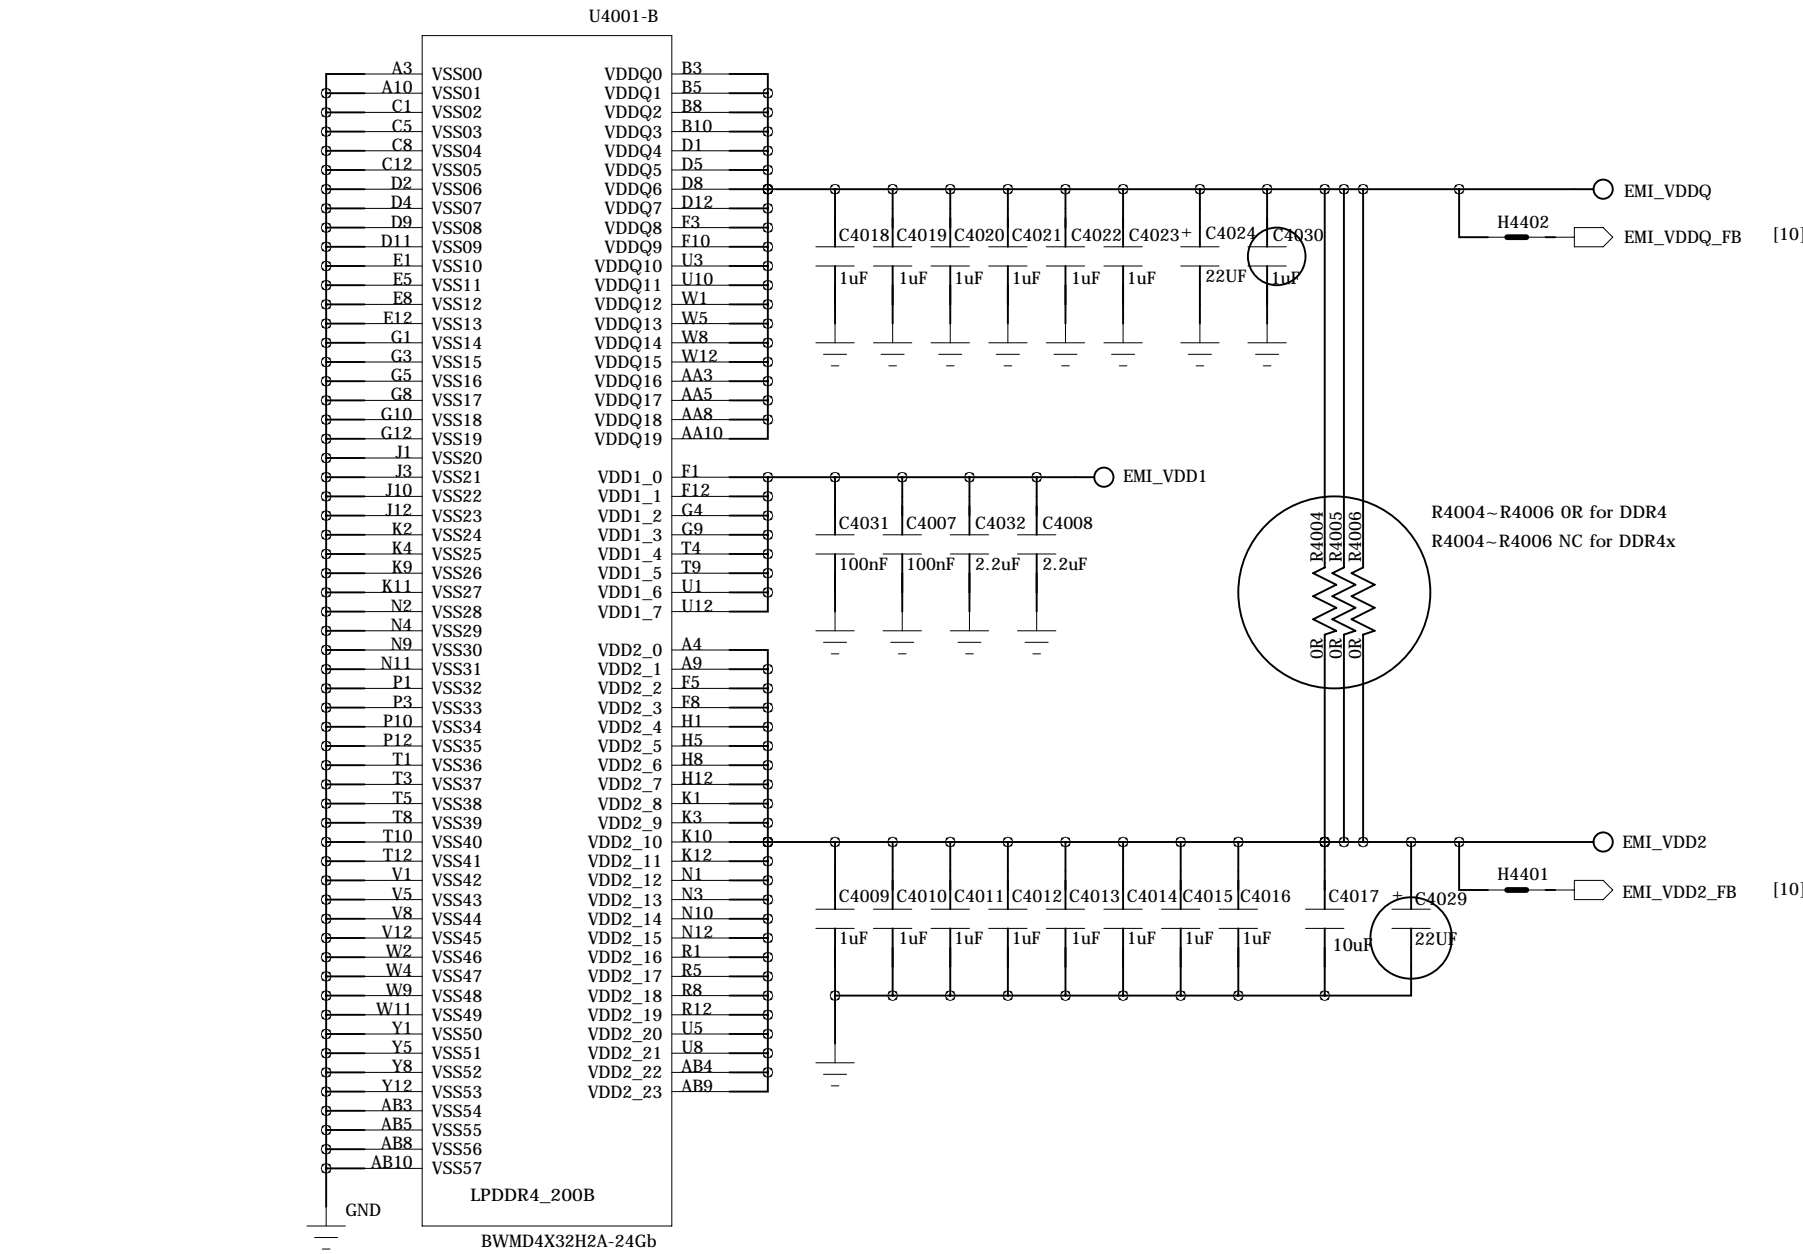 U4001-B
A3 VSS00 VDDQ0 B3
A10 VSS01 VDDQ1 B5
C1 VSS02 VDDQ2 B8
C5 VSS03 VDDQ3 B10
C8 VSS04 VDDQ4 D1
C12 VSS05 VDDQ5 D5
D2 VSS06 VDDQ6 D8
D4 VSS07 VDDQ7 D12
D9 VSS08 VDDQ8 F3
D11 VSS09 VDDQ9 F10
E1 VSS10 VDDQ10 U3
E5 VSS11 VDDQ11 U10
E8 VSS12 VDDQ12 W1
E12 VSS13 VDDQ13 W5
G1 VSS14 VDDQ14 W8
G3 VSS15 VDDQ15 W12
G5 VSS16 VDDQ16 AA3
G8 VSS17 VDDQ17 AA5
G10 VSS18 VDDQ18 AA8
G12 VSS19 VDDQ19 AA10
J1 VSS20
J3 VSS21 VDD1_0 F1
J10 VSS22 VDD1_1 F12
J12 VSS23 VDD1_2 G4
K2 VSS24 VDD1_3 G9
K4 VSS25 VDD1_4 T4
K9 VSS26 VDD1_5 T9
K11 VSS27 VDD1_6 U1
N2 VSS28 VDD1_7 U12
N4 VSS29
N9 VSS30 VDD2_0 A4
N11 VSS31 VDD2_1 A9
P1 VSS32 VDD2_2 F5
P3 VSS33 VDD2_3 F8
P10 VSS34 VDD2_4 H1
P12 VSS35 VDD2_5 H5
T1 VSS36 VDD2_6 H8
T3 VSS37 VDD2_7 H12
T5 VSS38 VDD2_8 K1
T8 VSS39 VDD2_9 K3
T10 VSS40 VDD2_10 K10
T12 VSS41 VDD2_11 K12
V1 VSS42 VDD2_12 N1
V5 VSS43 VDD2_13 N3
V8 VSS44 VDD2_14 N10
V12 VSS45 VDD2_15 N12
W2 VSS46 VDD2_16 R1
W4 VSS47 VDD2_17 R5
W9 VSS48 VDD2_18 R8
W11 VSS49 VDD2_19 R12
Y1 VSS50 VDD2_20 U5
Y5 VSS51 VDD2_21 U8
Y8 VSS52 VDD2_22 AB4
Y12 VSS53 VDD2_23 AB9
AB3 VSS54
AB5 VSS55
AB8 VSS56
AB10 VSS57
LPDDR4_200B
GND
BWMD4X32H2A-24Gb
EMI_VDDQ
H4402
EMI_VDDQ_FB [10]
C4018 C4019 C4020 C4021 C4022 C4023 + C4024 C4030
1uF 1uF 1uF 1uF 1uF 1uF 22UF 1uF
EMI_VDD1
C4031 C4007 C4032 C4008
100nF 100nF 2.2uF 2.2uF
R4004 R4005 R4006
0R 0R 0R
R4004~R4006 0R for DDR4
R4004~R4006 NC for DDR4x
EMI_VDD2
H4401
EMI_VDD2_FB [10]
C4009 C4010 C4011 C4012 C4013 C4014 C4015 C4016 C4017 + C4029
1uF 1uF 1uF 1uF 1uF 1uF 1uF 1uF 10uF 22UF